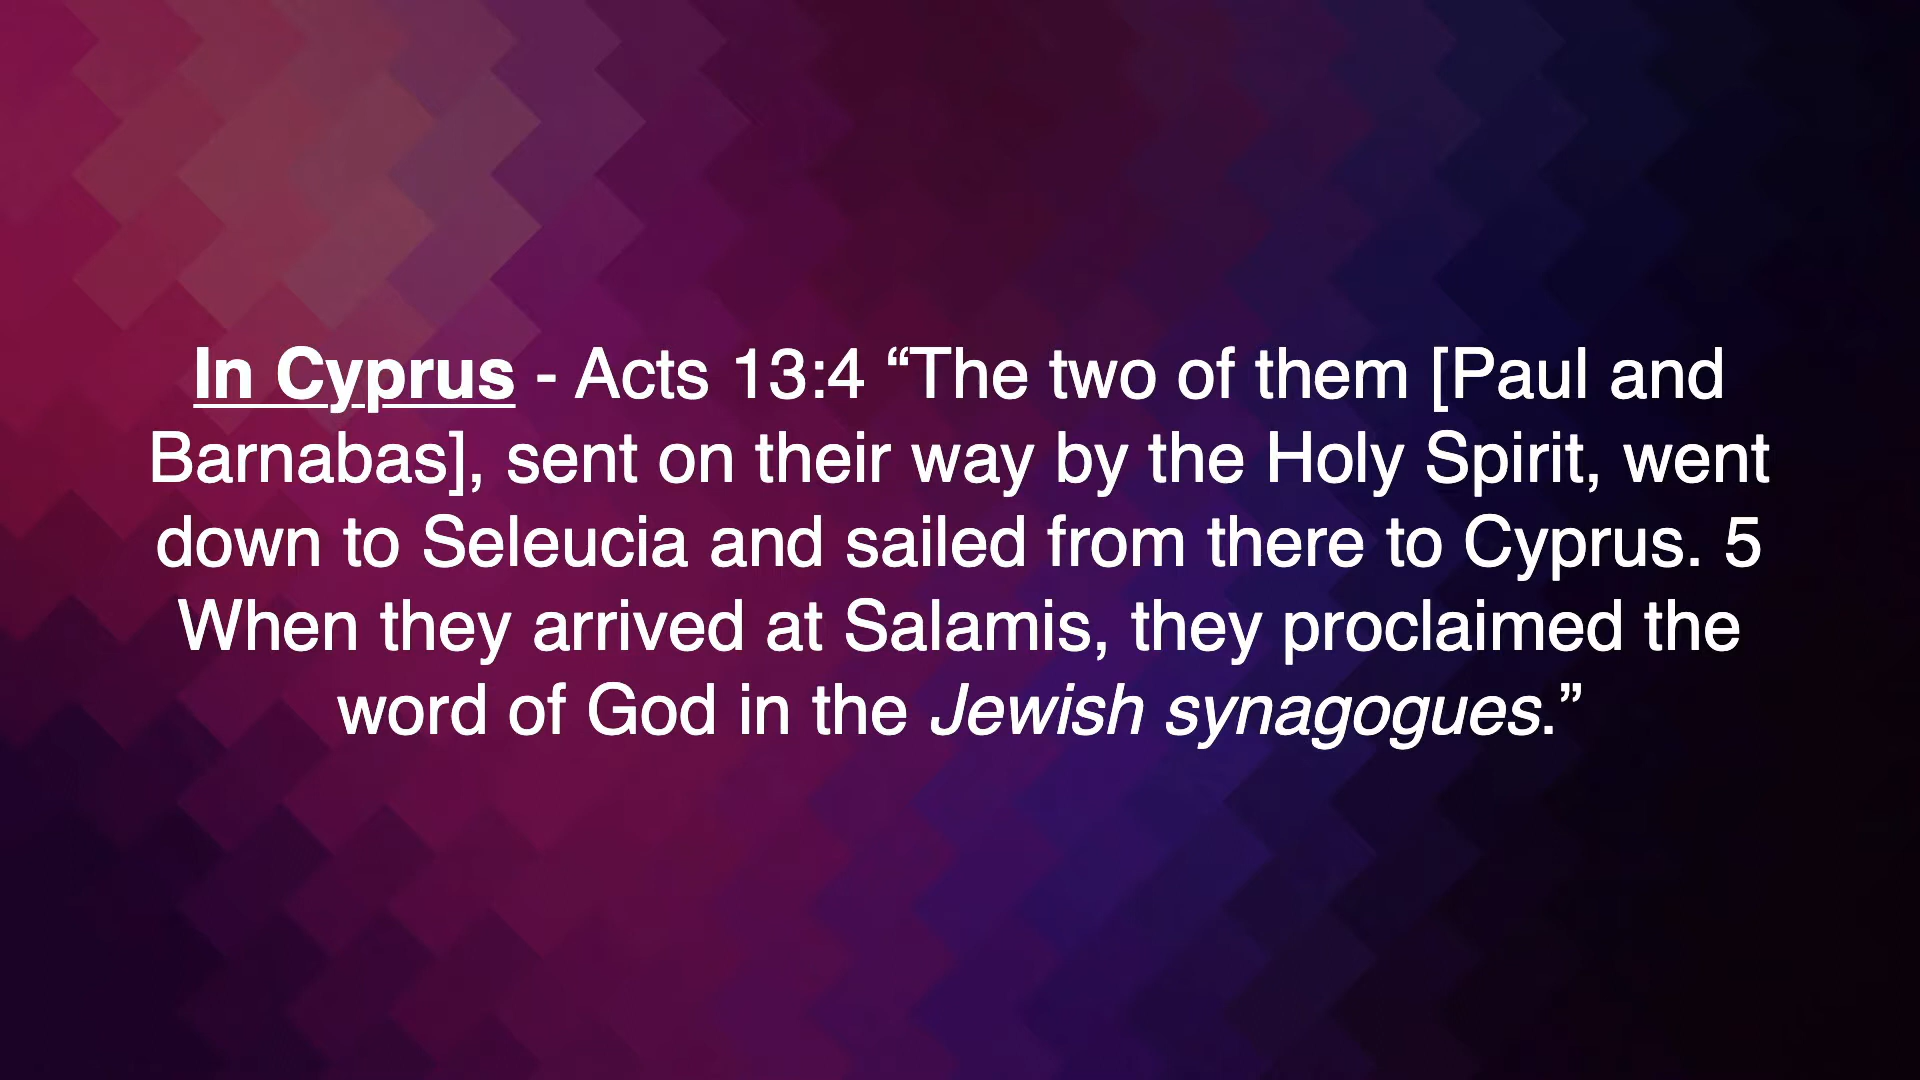 In Cyprus - Acts 13:4 “The two of them [Paul and
Barnabas], sent on their way by the Holy Spirit, went
down to Seleucia and sailed from there to Cyprus. 5
When they arrived at Salamis, they proclaimed the
word of God in the Jewish synagogues.”